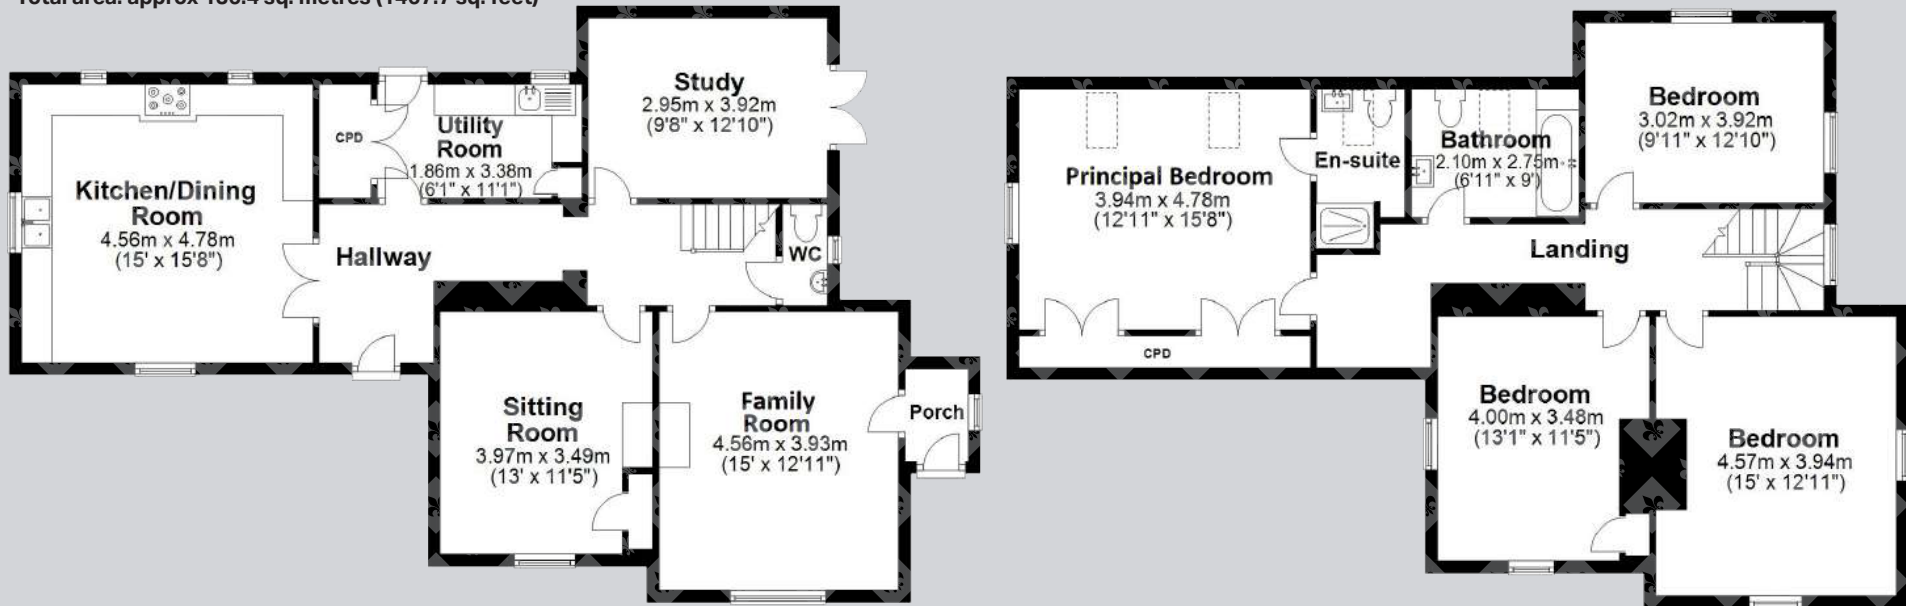 Kitchen/Dining
Room
4.56m x 4.78m
(15' x 15'8")
CPD
Utility
Room
1.86m x 3.38m
(6'1" x 11'1")
Study
2.95m x 3.92m
(9'8" x 12'10")
Hallway
WC
Sitting
Room
3.97m x 3.49m
(13' x 11'5")
Family
Room
4.56m x 3.93m
(15' x 12'11")
Porch
Principal Bedroom
3.94m x 4.78m
(12'11" x 15'8")
CPD
En-suite
Bathroom
2.10m x 2.75m
(6'11" x 9')
Bedroom
3.02m x 3.92m
(9'11" x 12'10")
Landing
Bedroom
4.00m x 3.48m
(13'1" x 11'5")
Bedroom
4.57m x 3.94m
(15' x 12'11")